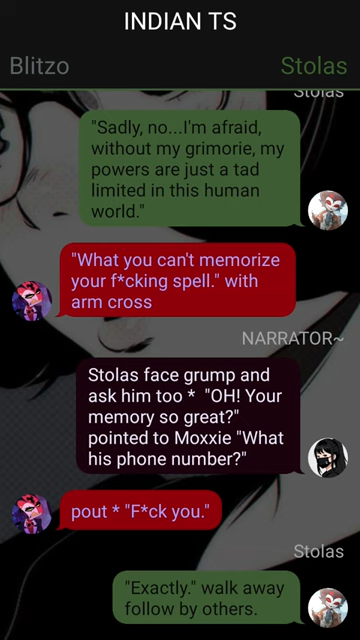 INDIAN TS
Blitzo
Stolas
Stolas
"Sadly, no...I'm afraid,
without my grimorie, my
powers are just a tad
limited in this human
world."
"What you can't memorize
your f*cking spell." with
arm cross
NARRATOR~
Stolas face grump and
ask him too * "OH! Your
memory so great?"
pointed to Moxxie "What
his phone number?"
pout * "F*ck you."
Stolas
"Exactly." walk away
follow by others.